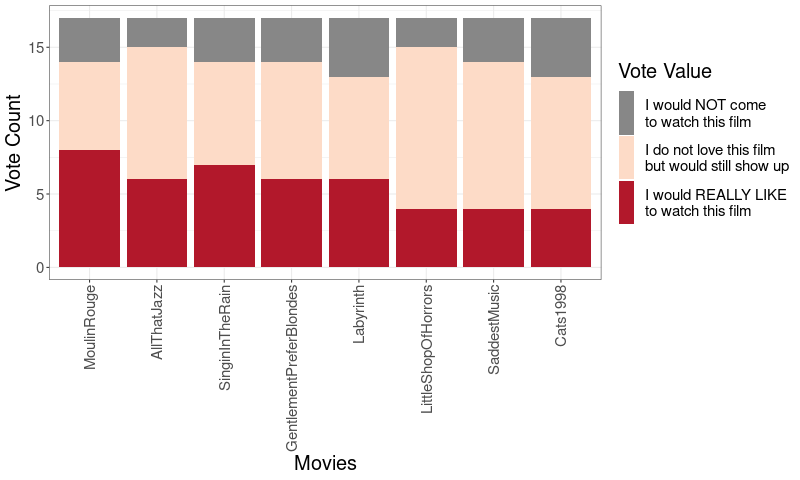 Vote Count
15
10
5
0
MoulinRouge
AllThatJazz
SinginInTheRain
GentlementPreferBlondes
Labyrinth
LittleShopOfHorrors
SaddestMusic
Cats1998
Movies
Vote Value
I would NOT come
to watch this film
I do not love this film
but would still show up
I would REALLY LIKE
to watch this film